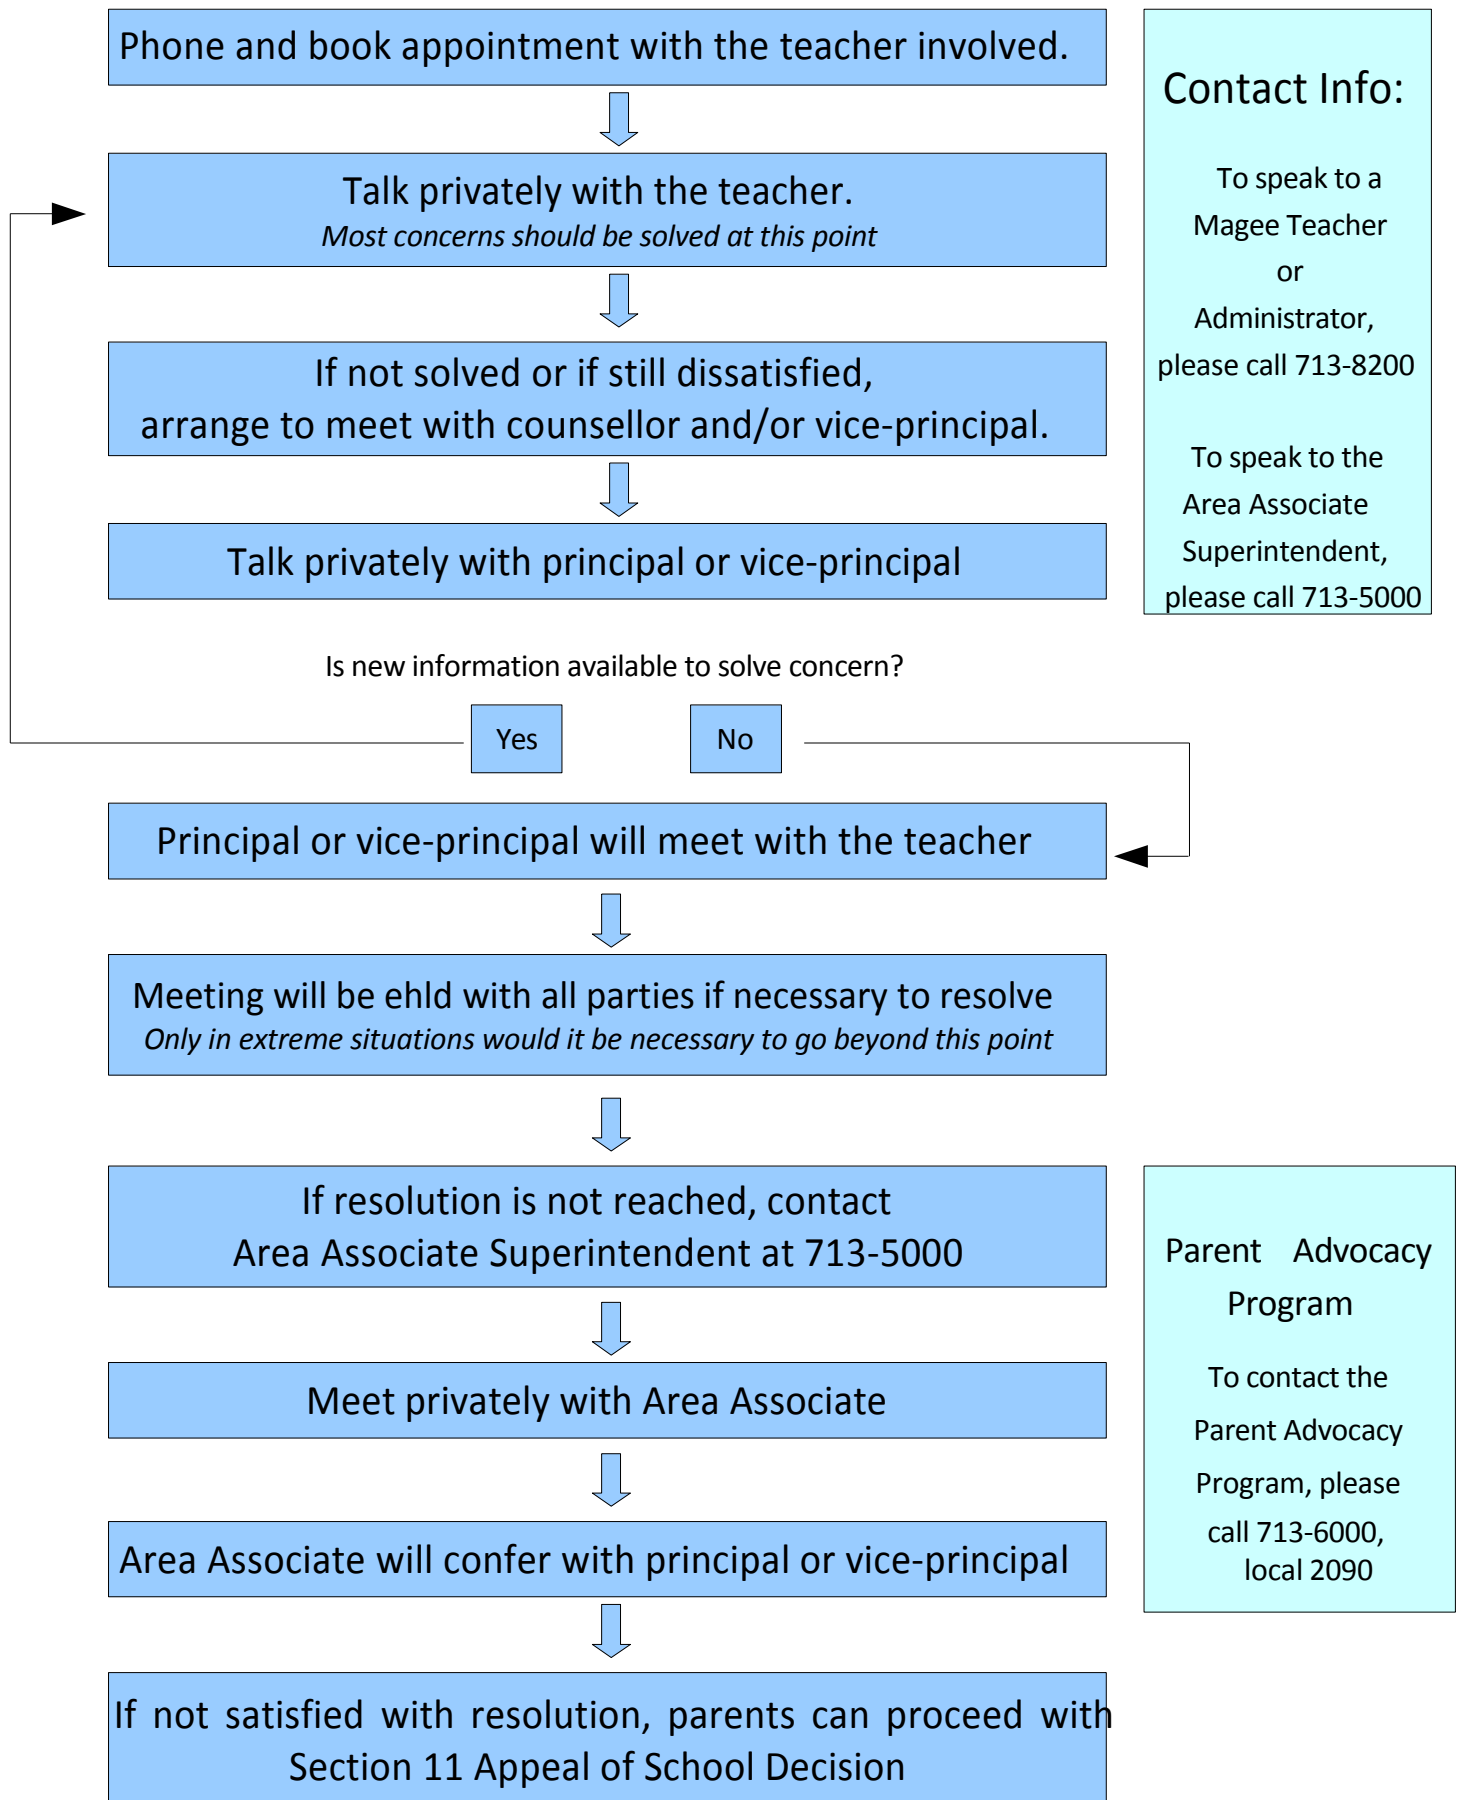 Phone and book appointment with the teacher involved.
Talk privately with the teacher.
Most concerns should be solved at this point
If not solved or if still dissatisfied,
arrange to meet with counsellor and/or vice-principal.
Talk privately with principal or vice-principal
Contact Info:
To speak to a
Magee Teacher
or
Administrator,
please call 713-8200
To speak to the
Area Associate
Superintendent,
please call 713-5000
Is new information available to solve concern?
Yes
No
Principal or vice-principal will meet with the teacher
Meeting will be ehld with all parties if necessary to resolve
Only in extreme situations would it be necessary to go beyond this point
If resolution is not reached, contact
Area Associate Superintendent at 713-5000
Meet privately with Area Associate
Area Associate will confer with principal or vice-principal
If not satisfied with resolution, parents can proceed with
Section 11 Appeal of School Decision
Parent Advocacy
Program
To contact the
Parent Advocacy
Program, please
call 713-6000,
local 2090